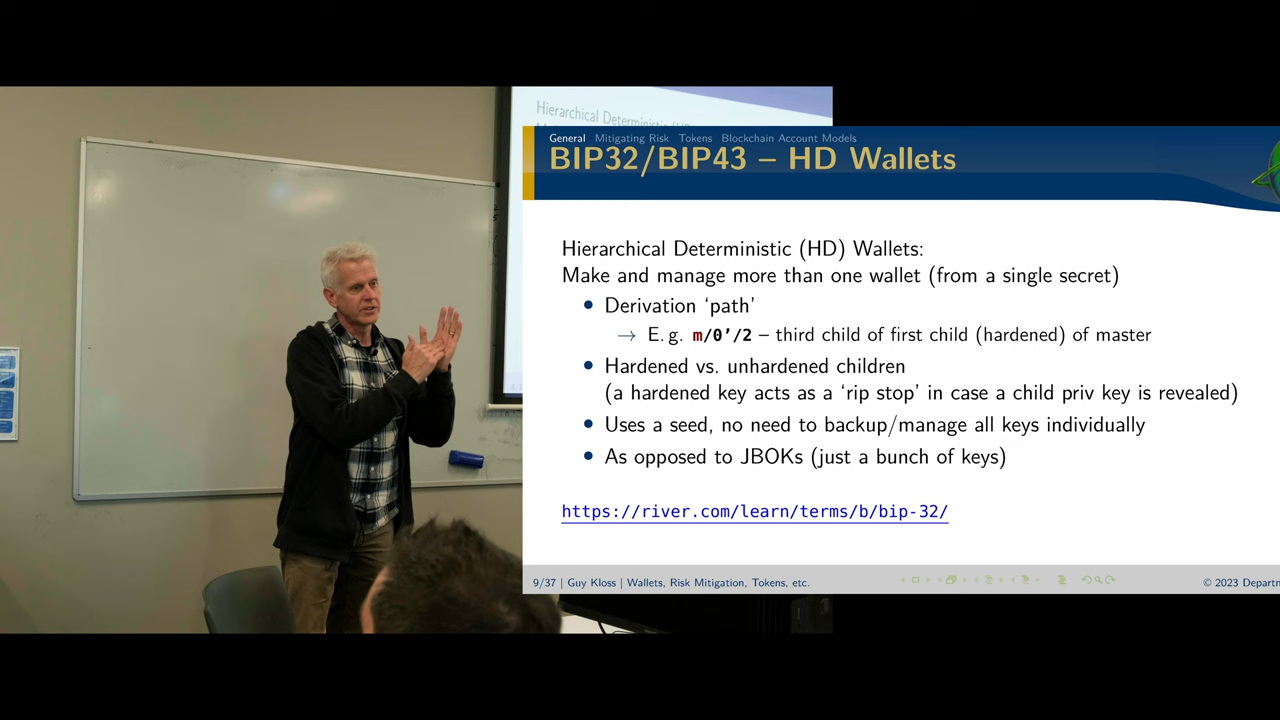 Hierarchical Deterministic
General Mitigating Risk Tokens Blockchain Account Models
BIP32/BIP43 – HD Wallets
Hierarchical Deterministic (HD) Wallets:
Make and manage more than one wallet (from a single secret)
• Derivation ‘path’
→ E. g. m/0’/2 – third child of first child (hardened) of master
• Hardened vs. unhardened children
(a hardened key acts as a ‘rip stop’ in case a child priv key is revealed)
• Uses a seed, no need to backup/manage all keys individually
• As opposed to JBOKs (just a bunch of keys)
https://river.com/learn/terms/b/bip-32/
9/37 | Guy Kloss | Wallets, Risk Mitigation, Tokens, etc.
© 2023 Departm